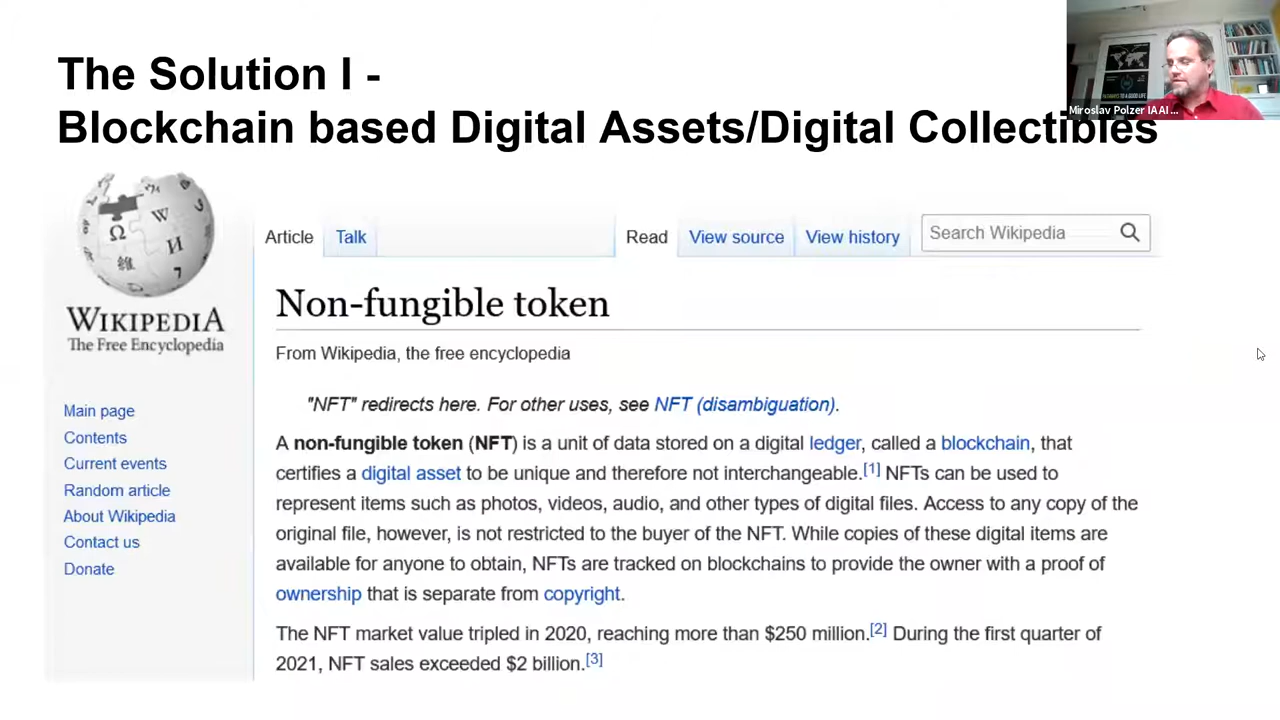 The Solution I -
Blockchain based Digital Assets/Digital Collectibles
Miroslav Polzer IAAI ...
WIKIPEDIA
The Free Encyclopedia
Main page
Contents
Current events
Random article
About Wikipedia
Contact us
Donate
Article Talk Read View source View history Search Wikipedia
Non-fungible token
From Wikipedia, the free encyclopedia
"NFT" redirects here. For other uses, see NFT (disambiguation).
A non-fungible token (NFT) is a unit of data stored on a digital ledger, called a blockchain, that
certifies a digital asset to be unique and therefore not interchangeable.[1] NFTs can be used to
represent items such as photos, videos, audio, and other types of digital files. Access to any copy of the
original file, however, is not restricted to the buyer of the NFT. While copies of these digital items are
available for anyone to obtain, NFTs are tracked on blockchains to provide the owner with a proof of
ownership that is separate from copyright.
The NFT market value tripled in 2020, reaching more than $250 million.[2] During the first quarter of
2021, NFT sales exceeded $2 billion.[3]